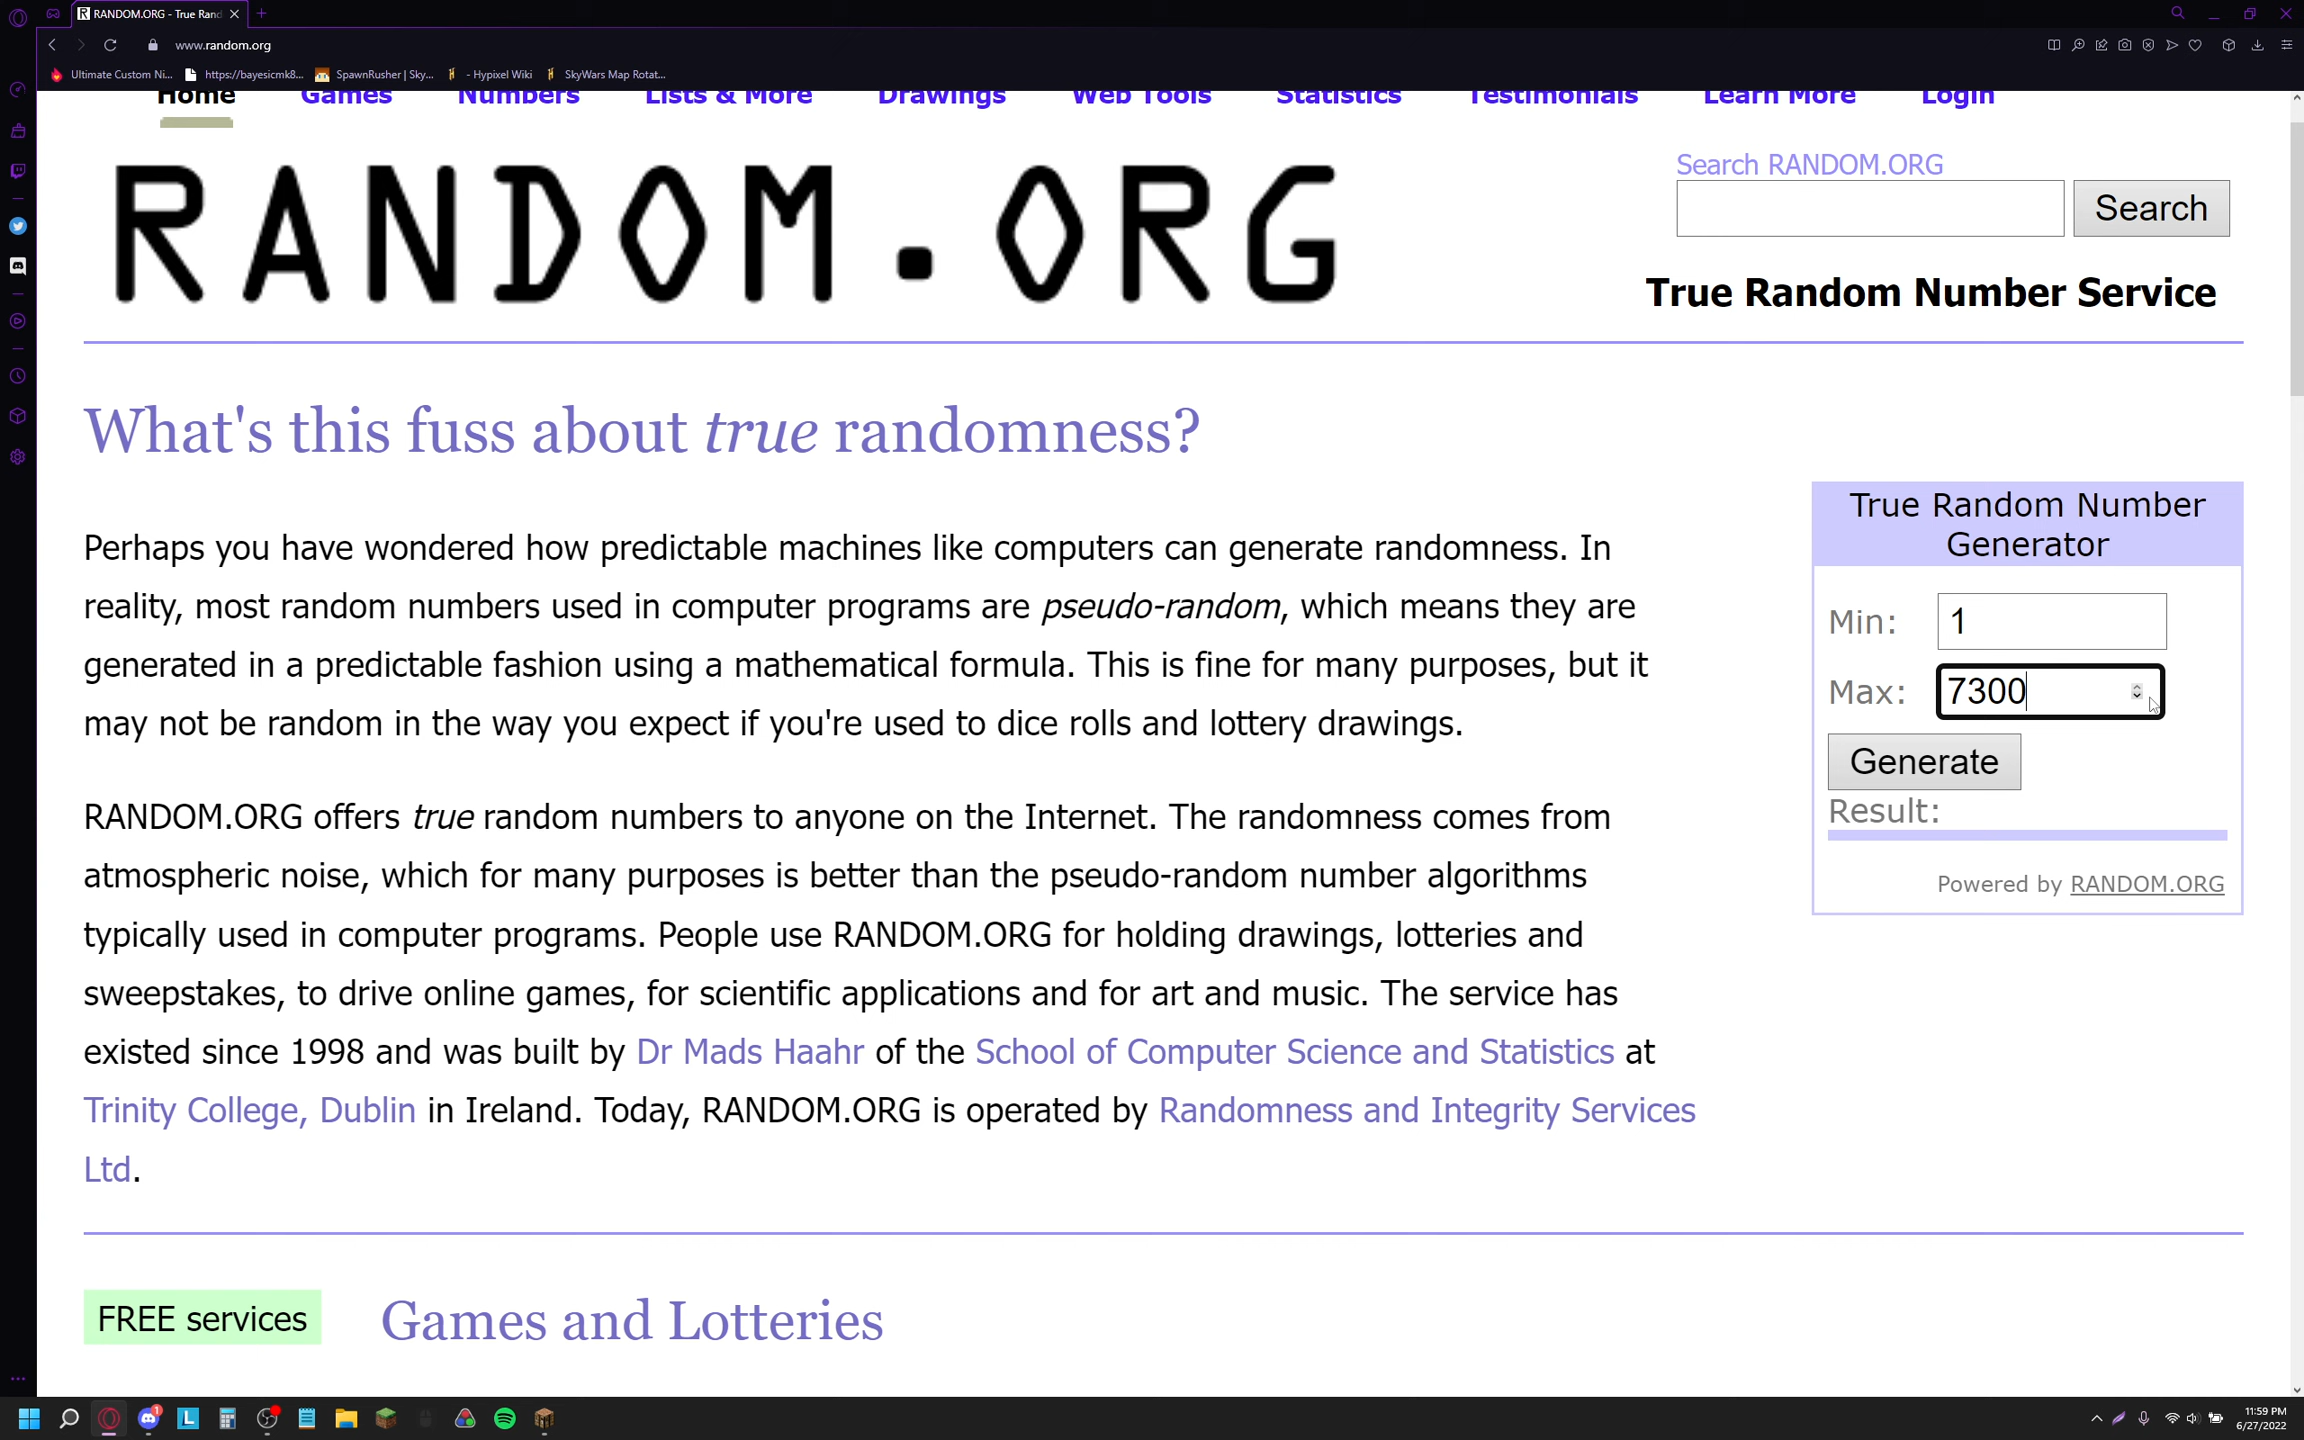 RANDOM.ORG - True Rand
www.random.org
Ultimate Custom Ni... https://bayesicmk8... SpawnRusher | Sky... - Hypixel Wiki SkyWars Map Rotat...
Home Games Numbers Lists & More Drawings Web Tools Statistics Testimonials Learn More Login
RANDOM.ORG
Search RANDOM.ORG
Search
True Random Number Service
What's this fuss about true randomness?
Perhaps you have wondered how predictable machines like computers can generate randomness. In
reality, most random numbers used in computer programs are pseudo-random, which means they are
generated in a predictable fashion using a mathematical formula. This is fine for many purposes, but it
may not be random in the way you expect if you're used to dice rolls and lottery drawings.
RANDOM.ORG offers true random numbers to anyone on the Internet. The randomness comes from
atmospheric noise, which for many purposes is better than the pseudo-random number algorithms
typically used in computer programs. People use RANDOM.ORG for holding drawings, lotteries and
sweepstakes, to drive online games, for scientific applications and for art and music. The service has
existed since 1998 and was built by Dr Mads Haahr of the School of Computer Science and Statistics at
Trinity College, Dublin in Ireland. Today, RANDOM.ORG is operated by Randomness and Integrity Services
Ltd.
True Random Number
Generator
Min: 1
Max: 7300
Generate
Result:
Powered by RANDOM.ORG
FREE services
Games and Lotteries
11:59 PM
6/27/2022